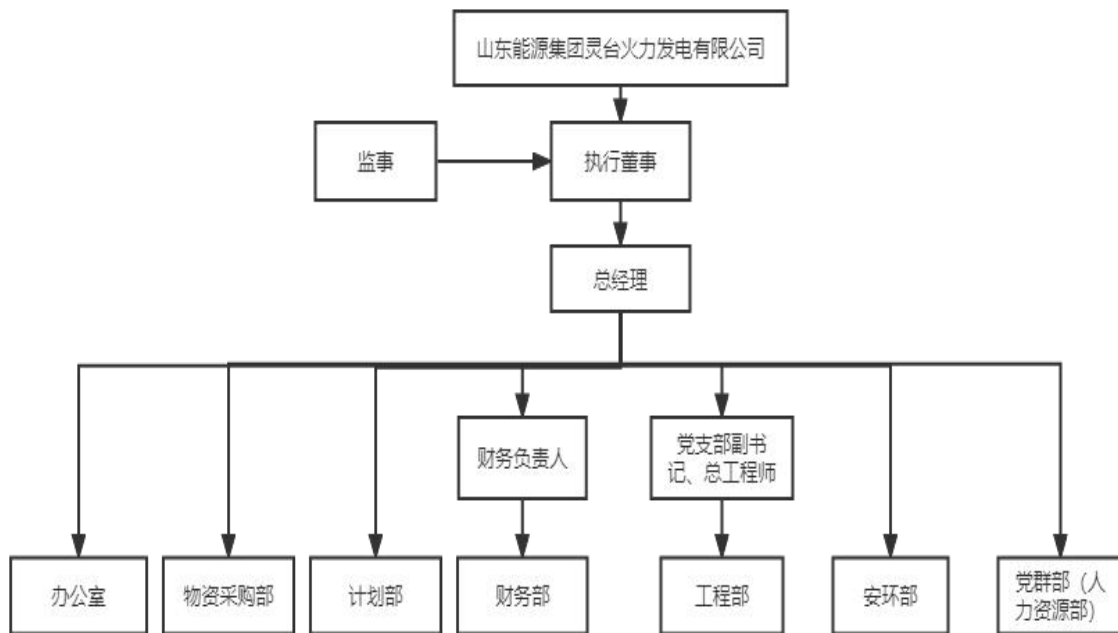 山东能源集团灵台火力发电有限公司
监事
执行董事
总经理
财务负责人
党支部副书
记、总工程师
办公室
物资采购部
计划部
财务部
工程部
安环部
党群部（人
力资源部）